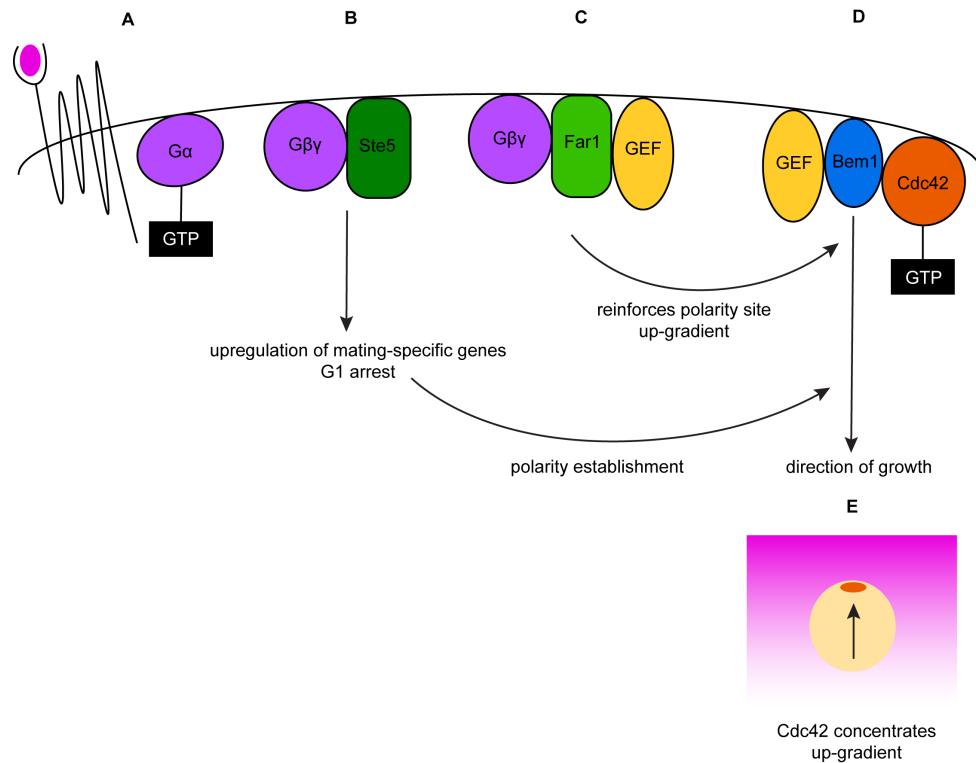 A
B
C
D
Gα
GTP
Gβγ
Ste5
Gβγ
Far1
GEF
GEF
Bem1
Cdc42
GTP
reinforces polarity site
up-gradient
upregulation of mating-specific genes
G1 arrest
polarity establishment
direction of growth
E
Cdc42 concentrates
up-gradient